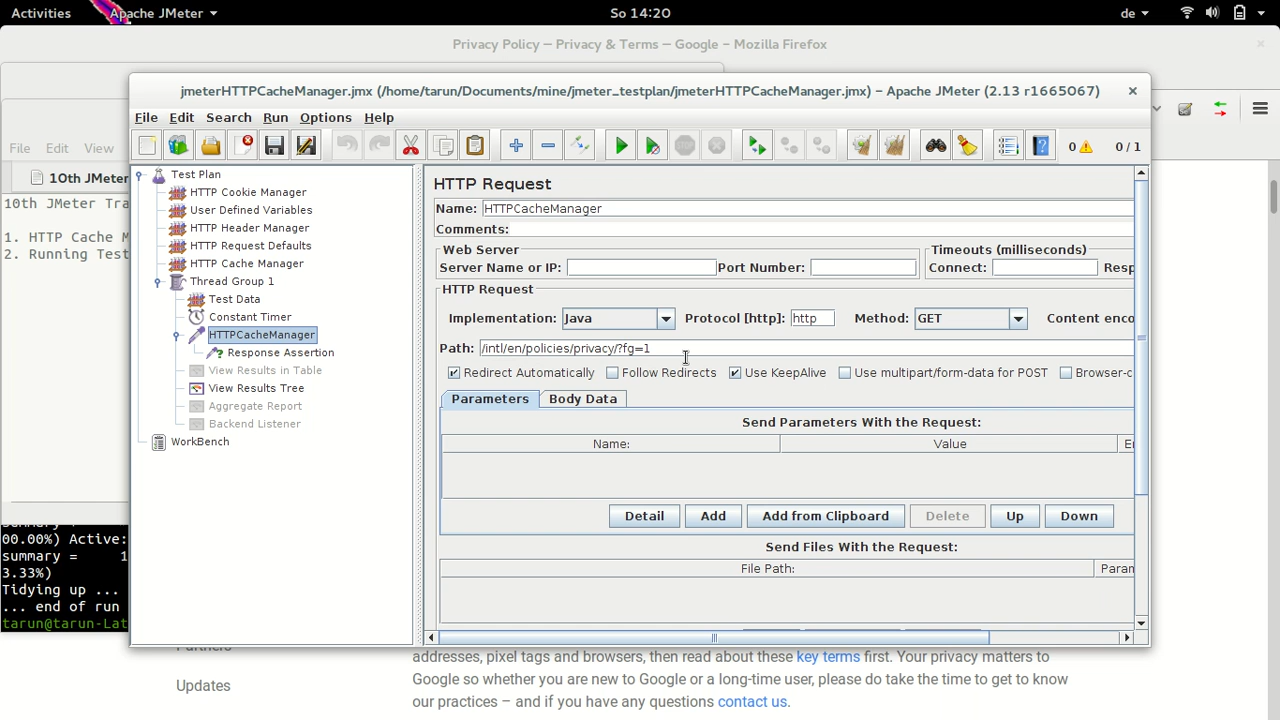 Activities Apache JMeter So 14:20 de
Privacy Policy — Privacy & Terms — Google – Mozilla Firefox
jmeterHTTPCacheManager.jmx (/home/tarun/Documents/mine/jmeter_testplan/jmeterHTTPCacheManager.jmx) – Apache JMeter (2.13 r1665067)
File Edit Search Run Options Help
0 0 / 1
File Edit View
10th JMeter
10th JMeter Tra
1. HTTP Cache M
2. Running Test
Test Plan
HTTP Cookie Manager
User Defined Variables
HTTP Header Manager
HTTP Request Defaults
HTTP Cache Manager
Thread Group 1
Test Data
Constant Timer
HTTPCacheManager
Response Assertion
View Results in Table
View Results Tree
Aggregate Report
Backend Listener
WorkBench
HTTP Request
Name: HTTPCacheManager
Comments:
Web Server Timeouts (milliseconds)
Server Name or IP: Port Number: Connect: Resp
HTTP Request
Implementation: Java Protocol [http]: http Method: GET Content enco
Path: /intl/en/policies/privacy/?fg=1
Redirect Automatically Follow Redirects Use KeepAlive Use multipart/form-data for POST Browser-c
Parameters Body Data
Send Parameters With the Request:
Name: Value E
Detail Add Add from Clipboard Delete Up Down
Send Files With the Request:
File Path: Param
00.00%) Active:
summary = 1
3.33%)
Tidying up ...
... end of run
tarun@tarun-Lat
Updates
addresses, pixel tags and browsers, then read about these key terms first. Your privacy matters to
Google so whether you are new to Google or a long-time user, please do take the time to get to know
our practices – and if you have any questions contact us.